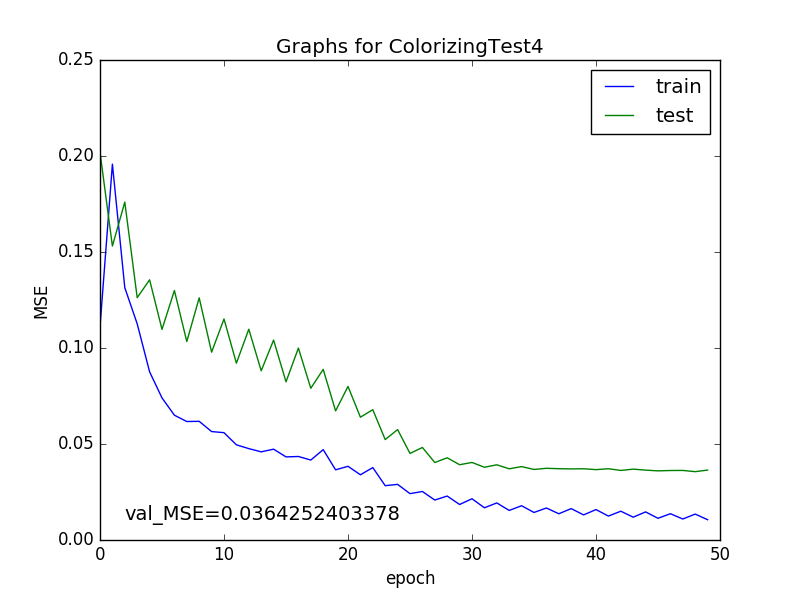 Graphs for ColorizingTest4
0.25
0.20
0.15
0.10
0.05
0.00
MSE
train
test
val_MSE=0.0364252403378
0 10 20 30 40 50
epoch